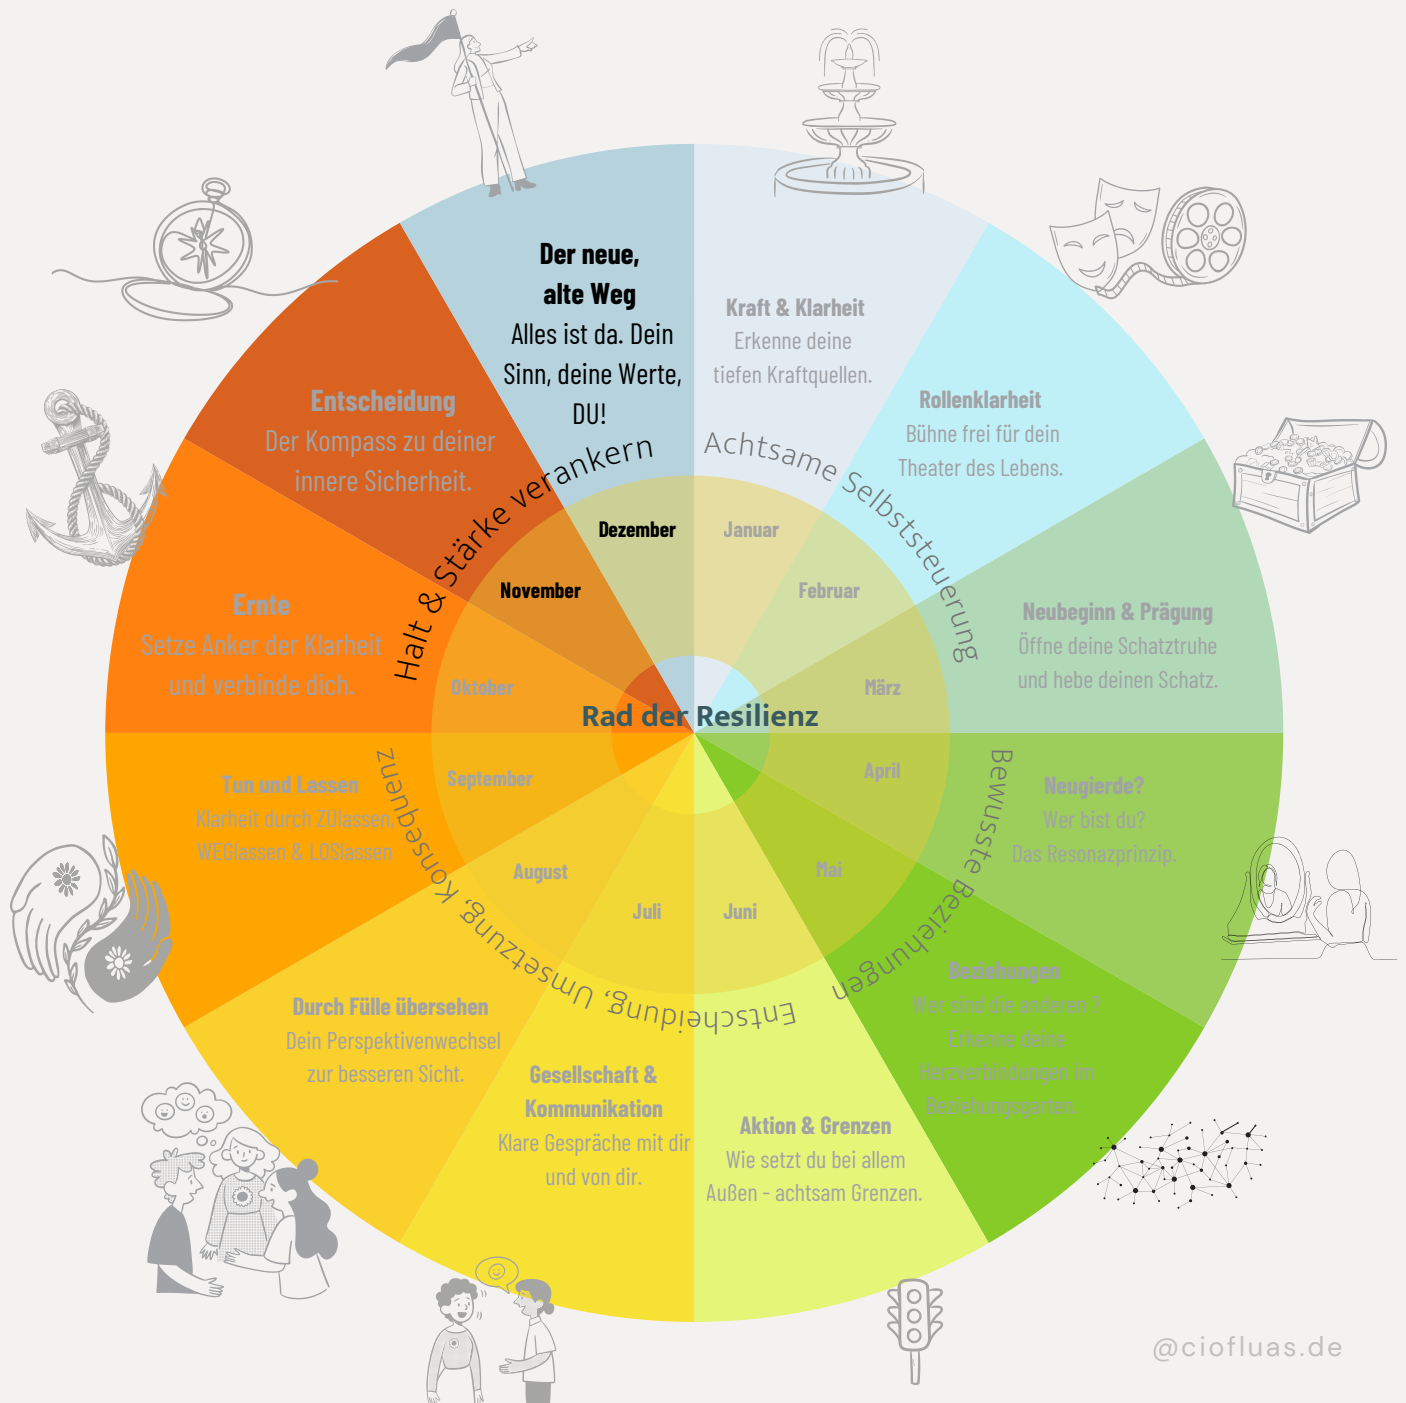 Rad der Resilienz
Achtsame Selbststeuerung
Januar
Kraft & Klarheit
Erkenne deine
tiefen Kraftquellen.
Februar
Rollenklarheit
Bühne frei für dein
Theater des Lebens.
März
Neubeginn & Prägung
Öffne deine Schatztruhe
und hebe deinen Schatz.
Bewusste Beziehungen
April
Neugierde?
Wer bist du?
Das Resonazprinzip.
Mai
Beziehungen
Wer sind die anderen ?
Erkenne deine
Herzverbindungen im
Beziehungsgarten.
Entscheidung, Umsetzung, Konsequenz
Juni
Aktion & Grenzen
Wie setzt du bei allem
Außen - achtsam Grenzen.
Juli
Gesellschaft &
Kommunikation
Klare Gespräche mit dir
und von dir.
August
Durch Fülle übersehen
Dein Perspektivenwechsel
zur besseren Sicht.
September
Tun und Lassen
Klarheit durch ZUlassen,
WEGlassen & LOSlassen
Halt & Stärke verankern
Oktober
Ernte
Setze Anker der Klarheit
und verbinde dich.
November
Entscheidung
Der Kompass zu deiner
innere Sicherheit.
Dezember
Der neue,
alte Weg
Alles ist da. Dein
Sinn, deine Werte,
DU!
@ciofluas.de